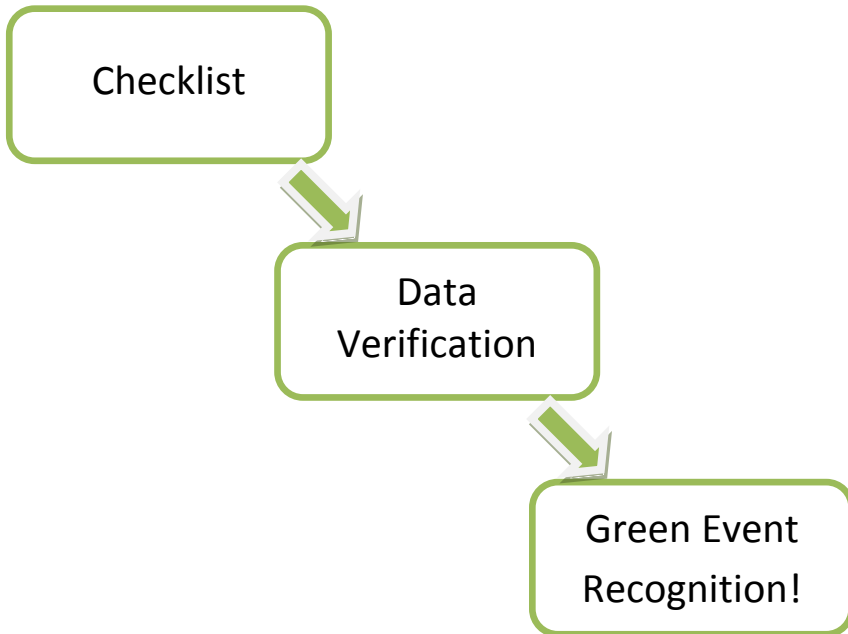 Checklist
Data
Verification
Green Event
Recognition!